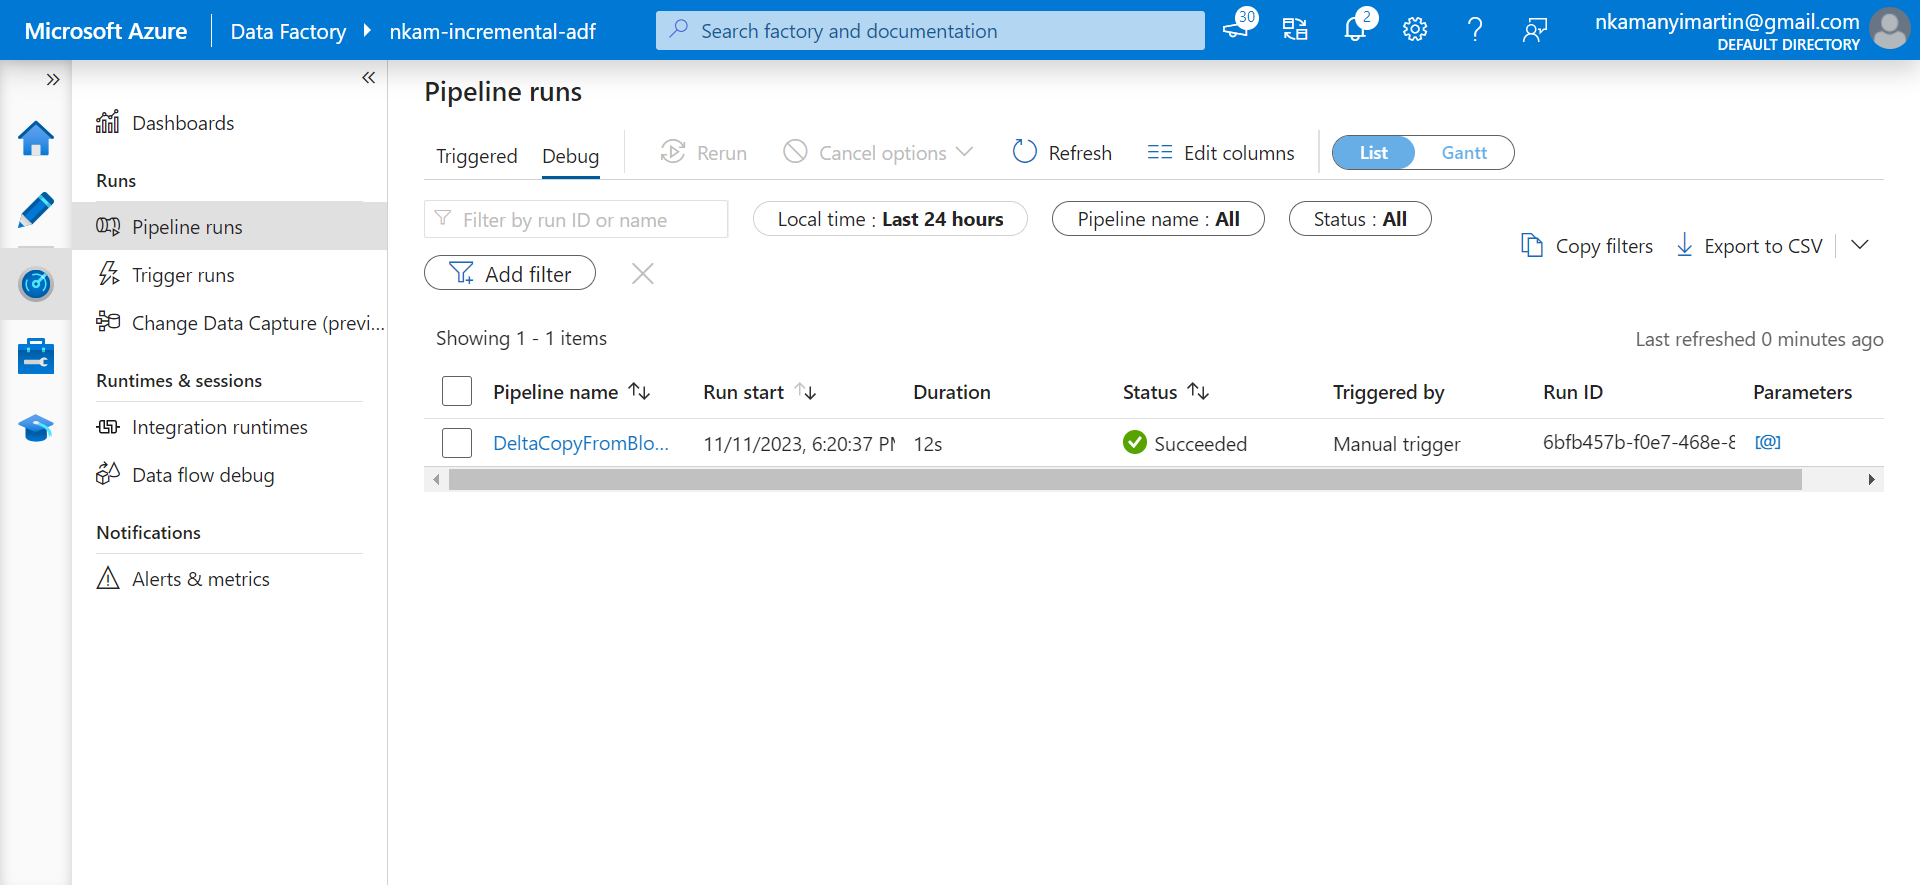 Microsoft Azure Data Factory nkam-incremental-adf Search factory and documentation 30 2 nkamanyimartin@gmail.com
DEFAULT DIRECTORY
Dashboards
Runs
Pipeline runs
Trigger runs
Change Data Capture (previ...
Runtimes & sessions
Integration runtimes
Data flow debug
Notifications
Alerts & metrics
Pipeline runs
Triggered Debug Rerun Cancel options Refresh Edit columns List Gantt
Filter by run ID or name Local time : Last 24 hours Pipeline name : All Status : All
Copy filters Export to CSV
Add filter
Showing 1 - 1 items Last refreshed 0 minutes ago
Pipeline name Run start Duration Status Triggered by Run ID Parameters
DeltaCopyFromBlo... 11/11/2023, 6:20:37 PM 12s Succeeded Manual trigger 6bfb457b-f0e7-468e-8 [@]